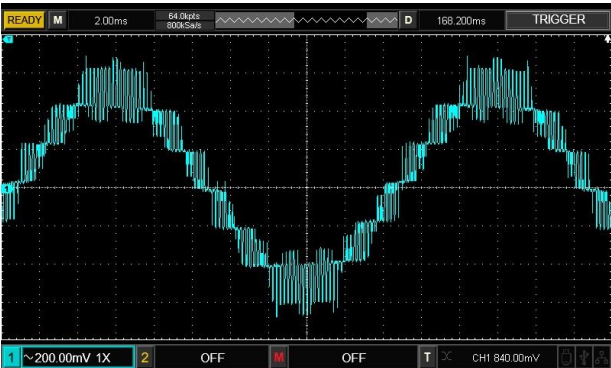 READY M 2.00ms 64.0kpts D 168.200ms TRIGGER
800kSa/s
T
1
1 ~200.00mV 1X 2 OFF M OFF T CH1 840.00mV